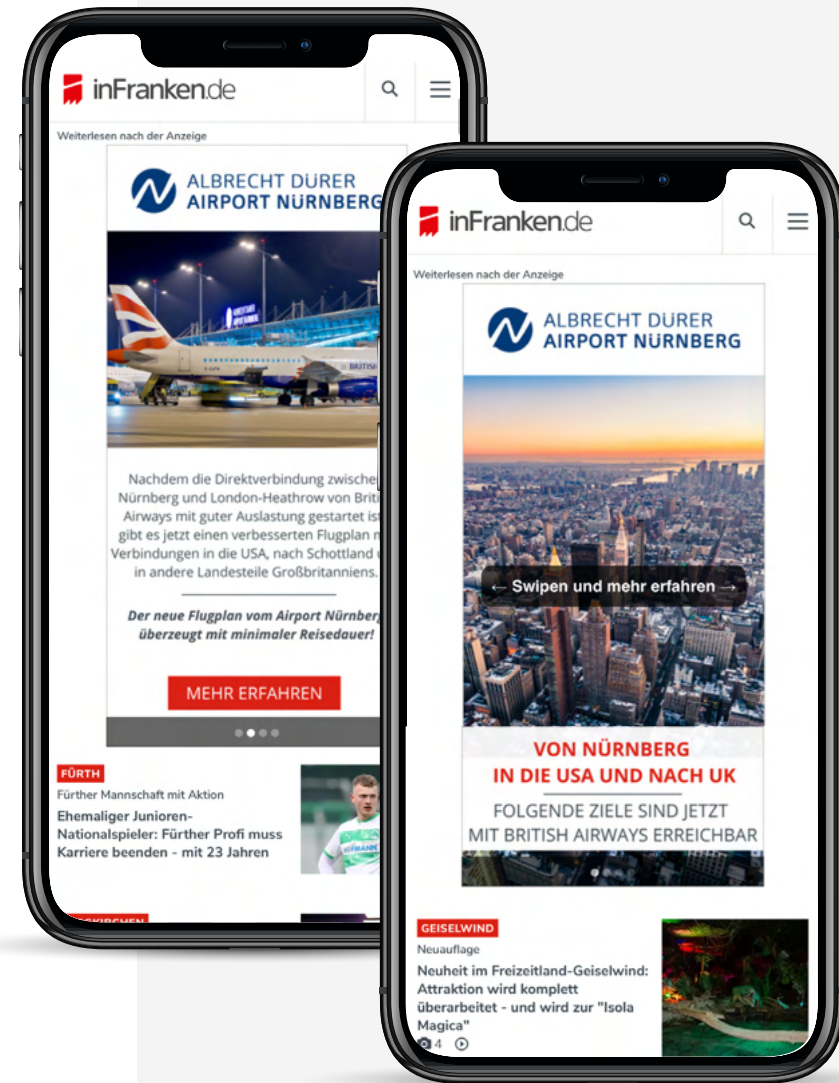 inFranken.de
Weiterlesen nach der Anzeige
ALBRECHT DÜRER
AIRPORT NÜRNBERG
BRITISH
Nachdem die Direktverbindung
Nürnberg und London-Heathrow von
Airways mit guter Auslastung gestartet
gibt es jetzt einen verbesserten Flugplan
Verbindungen in die USA, nach Schottland
in andere Landesteile Großbritanniens.
Der neue Flugplan vom Airport
überzeugt mit minimaler Reisedauer!
MEHR ERFAHREN
FÜRTH
Fürther Mannschaft mit Aktion
Ehemaliger Junioren-
Nationalspieler: Fürther Profi muss
Karriere beenden - mit 23 Jahren
inFranken.de
Weiterlesen nach der Anzeige
ALBRECHT DÜRER
AIRPORT NÜRNBERG
← Swipen und mehr erfahren →
VON NÜRNBERG
IN DIE USA UND NACH UK
FOLGENDE ZIELE SIND JETZT
MIT BRITISH AIRWAYS ERREICHBAR
GEISELWIND
Neuauflage
Neuheit im Freizeitland-Geiselwind:
Attraktion wird komplett
überarbeitet - und wird zur "Isola
Magica"
4